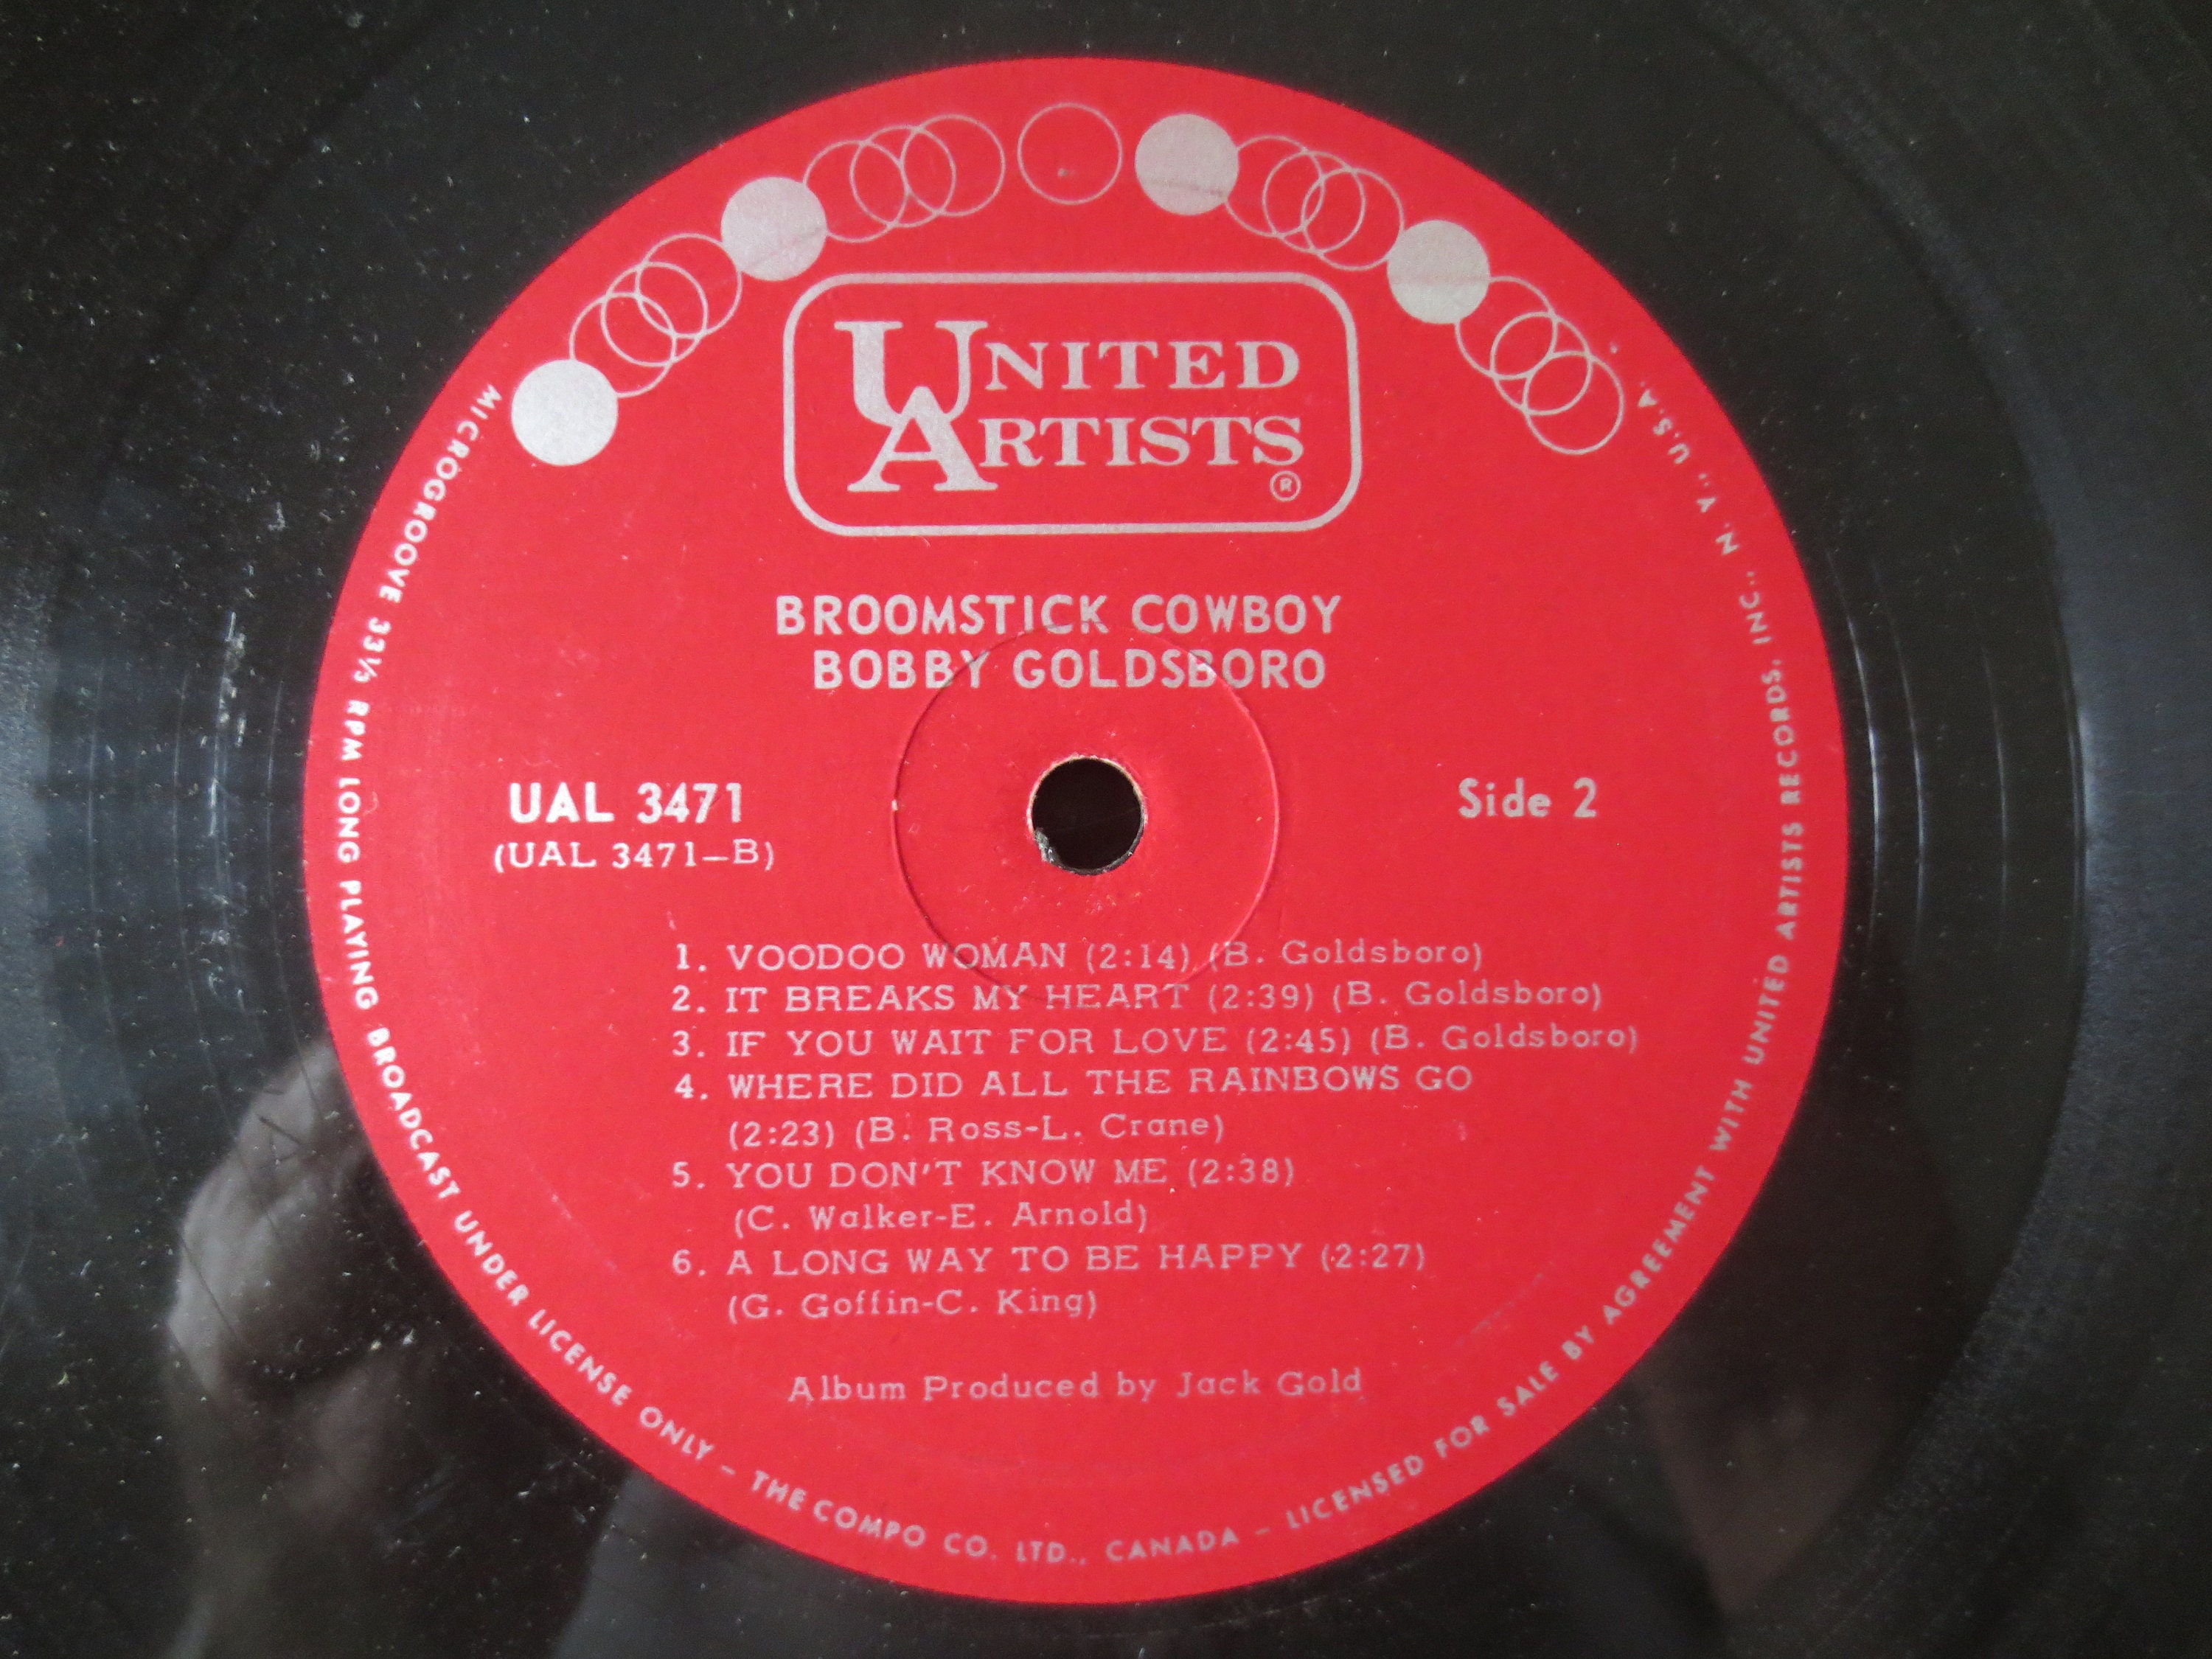 UNITED
ARTISTS
®
BROOMSTICK COWBOY
BOBBY GOLDSBORO
UAL 3471
(UAL 3471-B)
Side 2
1. VOODOO WOMAN (2:14) (B. Goldsboro)
2. IT BREAKS MY HEART (2:39) (B. Goldsboro)
3. IF YOU WAIT FOR LOVE (2:45) (B. Goldsboro)
4. WHERE DID ALL THE RAINBOWS GO
(2:23) (B. Ross-L. Crane)
5. YOU DON'T KNOW ME (2:38)
(C. Walker-E. Arnold)
6. A LONG WAY TO BE HAPPY (2:27)
(G. Goffin-C. King)
Album Produced by Jack Gold
MICROGROOVE 33⅓ RPM LONG PLAYING BROADCAST UNDER LICENSE ONLY – THE COMPO CO. LTD., CANADA – LICENSED FOR SALE BY AGREEMENT WITH UNITED ARTISTS RECORDS, INC., N. Y., U.S.A.